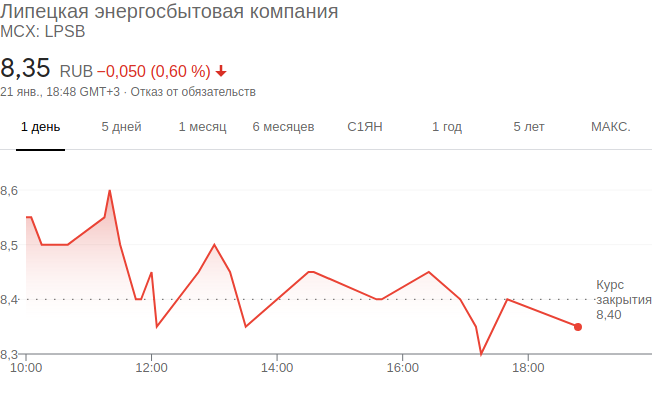 Липецкая энергосбытовая компания
MCX: LPSB
8,35 RUB −0,050 (0,60 %)
21 янв., 18:48 GMT+3 · Отказ от обязательств
1 день 5 дней 1 месяц 6 месяцев С1ЯН 1 год 5 лет МАКС.
8,6
8,5
8,4
8,3
Курс
закрытия
8,40
10:00 12:00 14:00 16:00 18:00